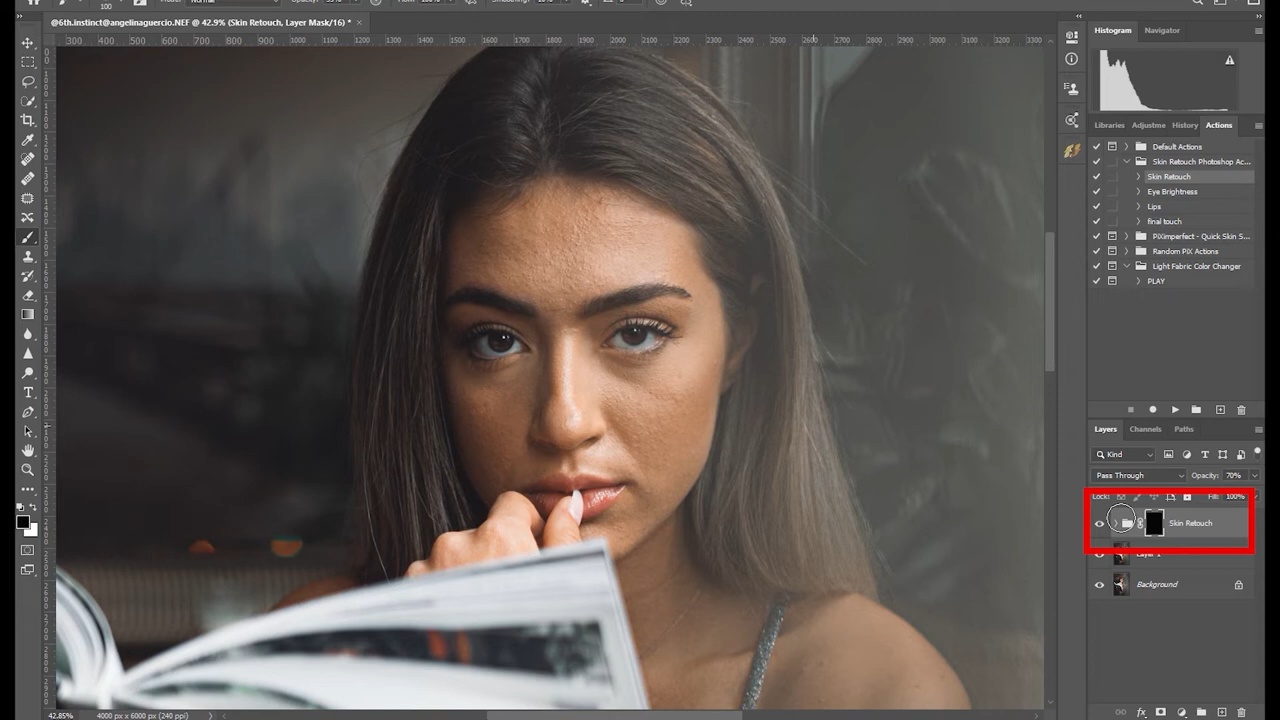 100
Normal
@6th.instinct@angelinaguercio.NEF @ 42.9% (Skin Retouch, Layer Mask/16) *
300 400 500 600 700 800 900 1000 1100 1200 1300 1400 1500 1600 1700 1800 1900 2000 2100 2200 2300 2400 2500 2600 2700 2800 2900 3000 3100 3200 3300
Histogram Navigator
Libraries Adjustme History Actions
Default Actions
Skin Retouch Photoshop Ac...
Skin Retouch
Eye Brightness
Lips
final touch
PiXimperfect - Quick Skin S...
Random PiX Actions
Light Fabric Color Changer
PLAY
Layers Channels Paths
Kind
Pass Through Opacity: 70%
Lock: Fill: 100%
Skin Retouch
Layer 1
Background
42.85% 4000 px x 6000 px (240 ppi)